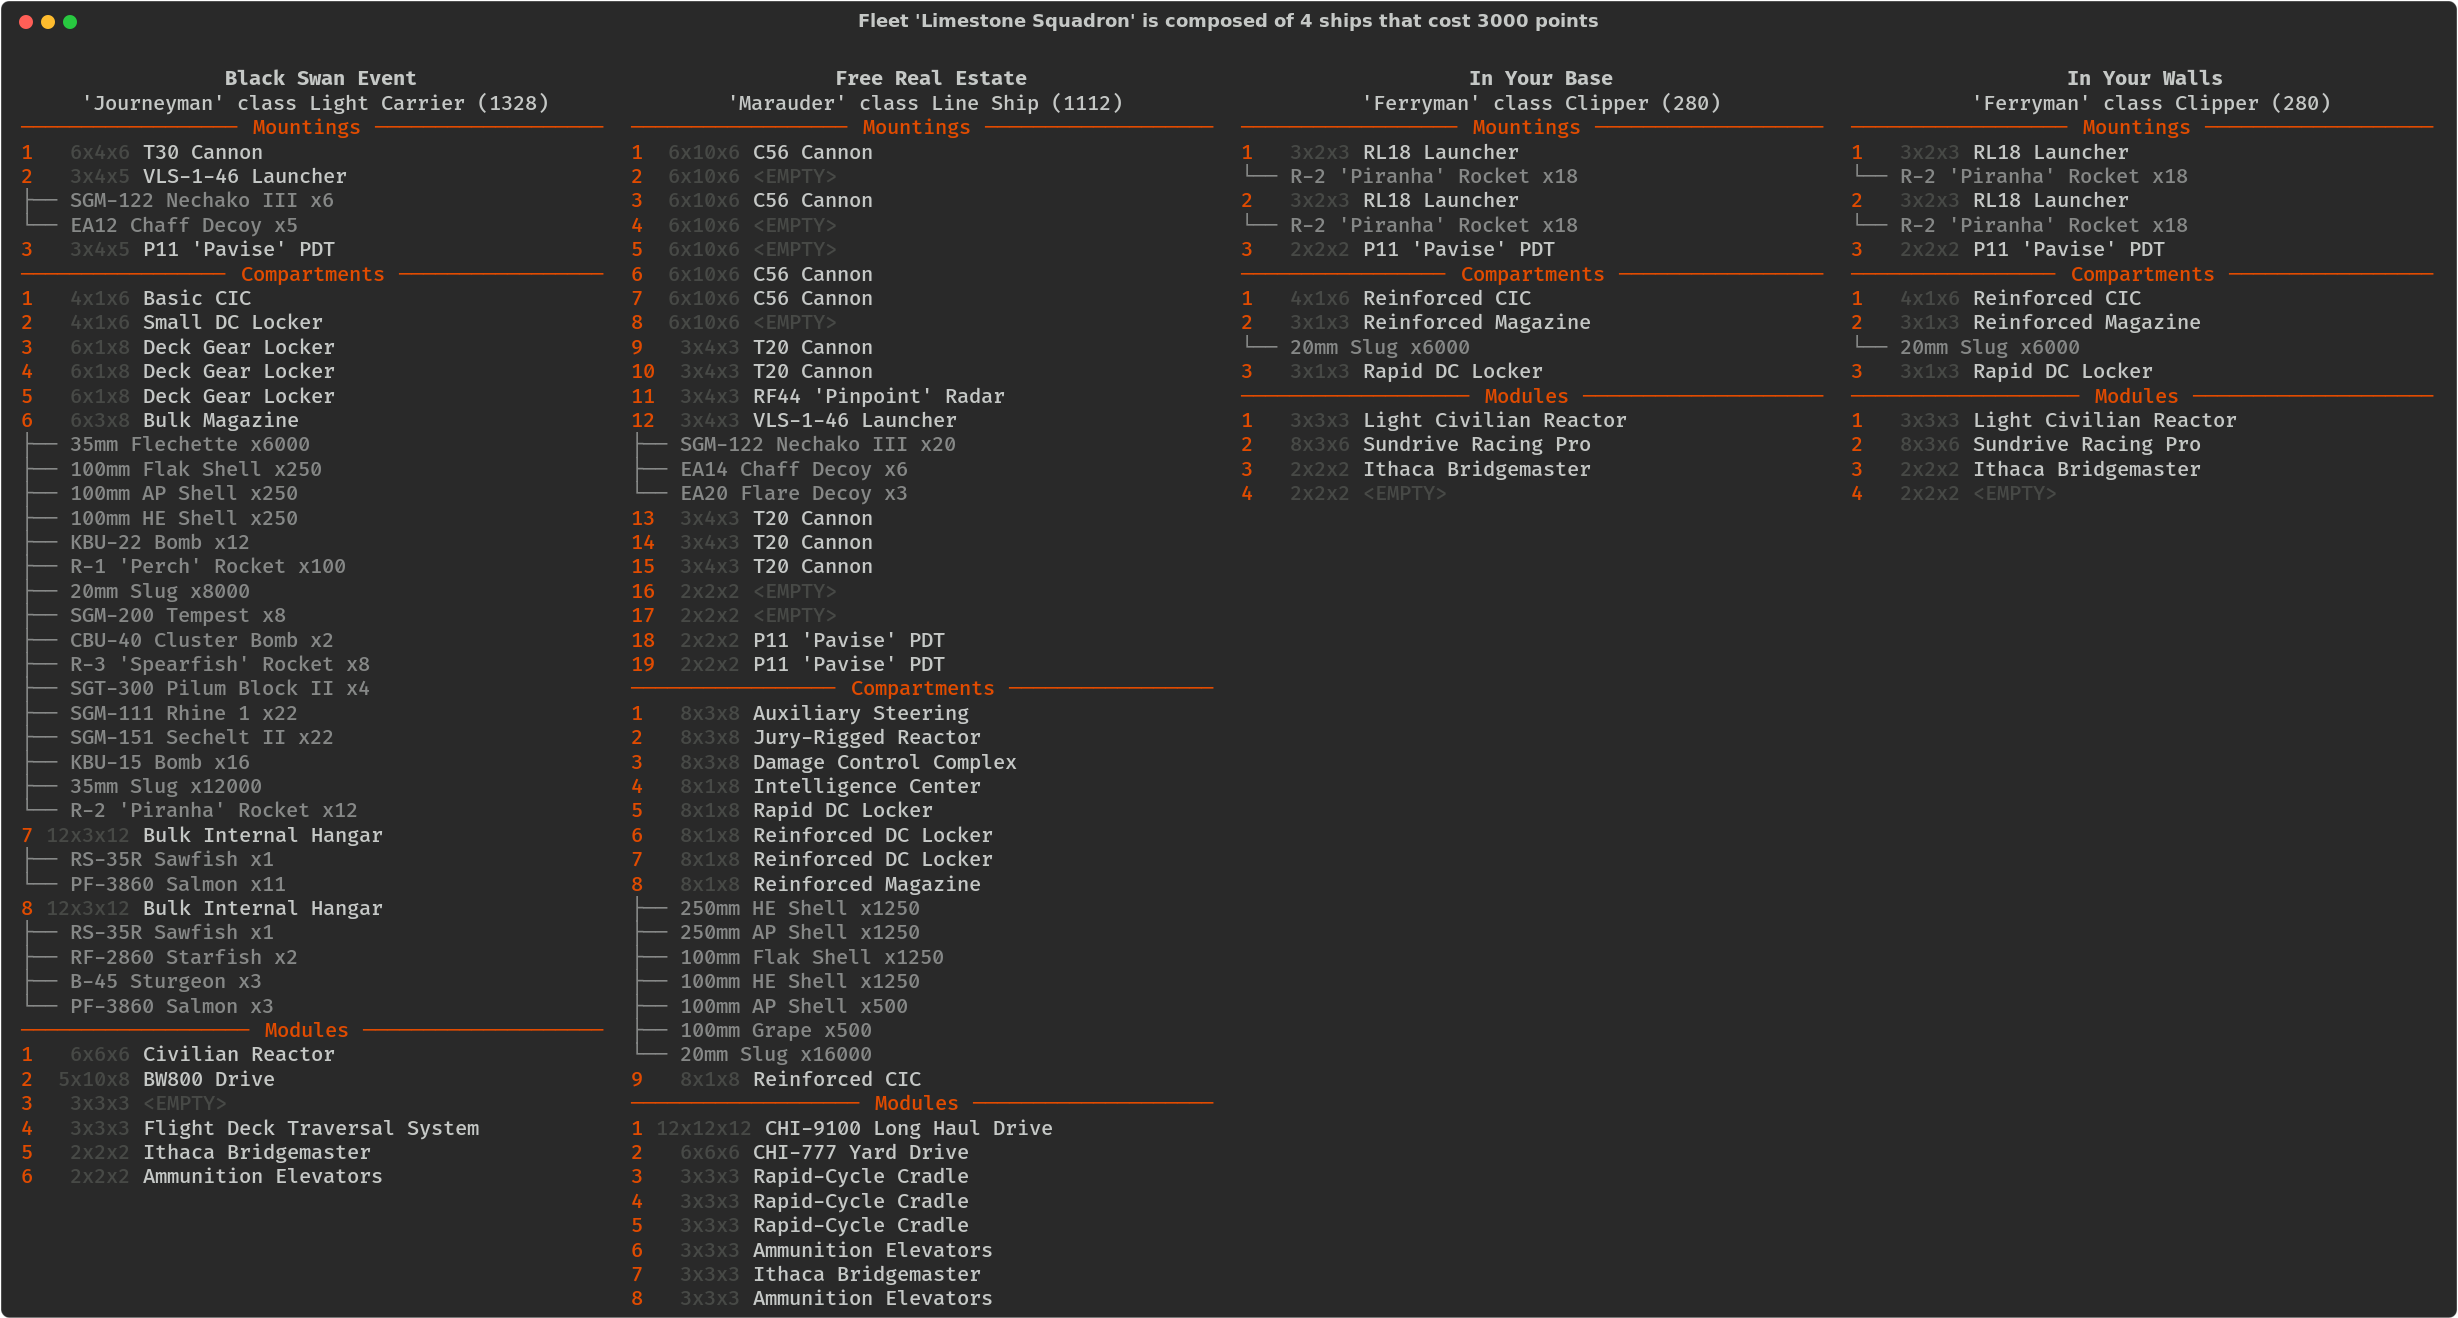 Fleet 'Limestone Squadron' is composed of 4 ships that cost 3000 points
Black Swan Event
'Journeyman' class Light Carrier (1328)
Mountings
1 6x4x6 T30 Cannon
2 3x4x5 VLS-1-46 Launcher
SGM-122 Nechako III x6
EA12 Chaff Decoy x5
3 3x4x5 P11 'Pavise' PDT
Compartments
1 4x1x6 Basic CIC
2 4x1x6 Small DC Locker
3 6x1x8 Deck Gear Locker
4 6x1x8 Deck Gear Locker
5 6x1x8 Deck Gear Locker
6 6x3x8 Bulk Magazine
35mm Flechette x6000
100mm Flak Shell x250
100mm AP Shell x250
100mm HE Shell x250
KBU-22 Bomb x12
R-1 'Perch' Rocket x100
20mm Slug x8000
SGM-200 Tempest x8
CBU-40 Cluster Bomb x2
R-3 'Spearfish' Rocket x8
SGT-300 Pilum Block II x4
SGM-111 Rhine 1 x22
SGM-151 Sechelt II x22
KBU-15 Bomb x16
35mm Slug x12000
R-2 'Piranha' Rocket x12
7 12x3x12 Bulk Internal Hangar
RS-35R Sawfish x1
PF-3860 Salmon x11
8 12x3x12 Bulk Internal Hangar
RS-35R Sawfish x1
RF-2860 Starfish x2
B-45 Sturgeon x3
PF-3860 Salmon x3
Modules
1 6x6x6 Civilian Reactor
2 5x10x8 BW800 Drive
3 3x3x3 <EMPTY>
4 3x3x3 Flight Deck Traversal System
5 2x2x2 Ithaca Bridgemaster
6 2x2x2 Ammunition Elevators
Free Real Estate
'Marauder' class Line Ship (1112)
Mountings
1 6x10x6 C56 Cannon
2 6x10x6 <EMPTY>
3 6x10x6 C56 Cannon
4 6x10x6 <EMPTY>
5 6x10x6 <EMPTY>
6 6x10x6 C56 Cannon
7 6x10x6 C56 Cannon
8 6x10x6 <EMPTY>
9 3x4x3 T20 Cannon
10 3x4x3 T20 Cannon
11 3x4x3 RF44 'Pinpoint' Radar
12 3x4x3 VLS-1-46 Launcher
SGM-122 Nechako III x20
EA14 Chaff Decoy x6
EA20 Flare Decoy x3
13 3x4x3 T20 Cannon
14 3x4x3 T20 Cannon
15 3x4x3 T20 Cannon
16 2x2x2 <EMPTY>
17 2x2x2 <EMPTY>
18 2x2x2 P11 'Pavise' PDT
19 2x2x2 P11 'Pavise' PDT
Compartments
1 8x3x8 Auxiliary Steering
2 8x3x8 Jury-Rigged Reactor
3 8x3x8 Damage Control Complex
4 8x1x8 Intelligence Center
5 8x1x8 Rapid DC Locker
6 8x1x8 Reinforced DC Locker
7 8x1x8 Reinforced DC Locker
8 8x1x8 Reinforced Magazine
250mm HE Shell x1250
250mm AP Shell x1250
100mm Flak Shell x1250
100mm HE Shell x1250
100mm AP Shell x500
100mm Grape x500
20mm Slug x16000
9 8x1x8 Reinforced CIC
Modules
1 12x12x12 CHI-9100 Long Haul Drive
2 6x6x6 CHI-777 Yard Drive
3 3x3x3 Rapid-Cycle Cradle
4 3x3x3 Rapid-Cycle Cradle
5 3x3x3 Rapid-Cycle Cradle
6 3x3x3 Ammunition Elevators
7 3x3x3 Ithaca Bridgemaster
8 3x3x3 Ammunition Elevators
In Your Base
'Ferryman' class Clipper (280)
Mountings
1 3x2x3 RL18 Launcher
R-2 'Piranha' Rocket x18
2 3x2x3 RL18 Launcher
R-2 'Piranha' Rocket x18
3 2x2x2 P11 'Pavise' PDT
Compartments
1 4x1x6 Reinforced CIC
2 3x1x3 Reinforced Magazine
20mm Slug x6000
3 3x1x3 Rapid DC Locker
Modules
1 3x3x3 Light Civilian Reactor
2 8x3x6 Sundrive Racing Pro
3 2x2x2 Ithaca Bridgemaster
4 2x2x2 <EMPTY>
In Your Walls
'Ferryman' class Clipper (280)
Mountings
1 3x2x3 RL18 Launcher
R-2 'Piranha' Rocket x18
2 3x2x3 RL18 Launcher
R-2 'Piranha' Rocket x18
3 2x2x2 P11 'Pavise' PDT
Compartments
1 4x1x6 Reinforced CIC
2 3x1x3 Reinforced Magazine
20mm Slug x6000
3 3x1x3 Rapid DC Locker
Modules
1 3x3x3 Light Civilian Reactor
2 8x3x6 Sundrive Racing Pro
3 2x2x2 Ithaca Bridgemaster
4 2x2x2 <EMPTY>